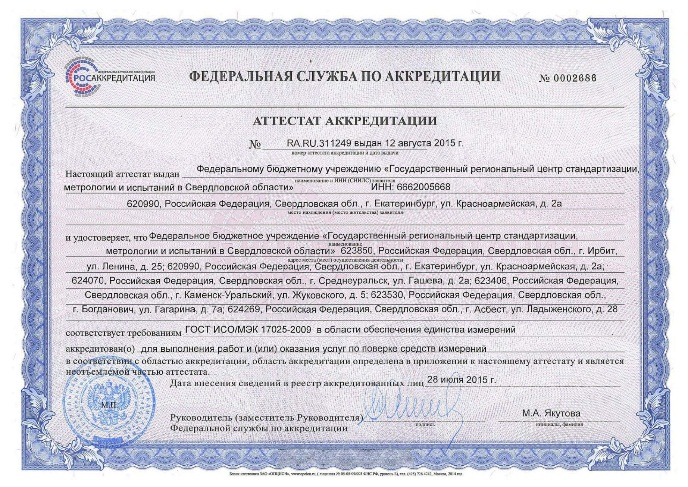 РОСАККРЕДИТАЦИЯ
ФЕДЕРАЛЬНАЯ СЛУЖБА ПО АККРЕДИТАЦИИ
№ 0002686
АТТЕСТАТ АККРЕДИТАЦИИ
№ RA.RU.311249 выдан 12 августа 2015 г.
номер аттестата аккредитации и дата выдачи
Настоящий аттестат выдан Федеральному бюджетному учреждению «Государственный региональный центр стандартизации,
наименование и ИНН (СНИЛС) заявителя
метрологии и испытаний в Свердловской области» ИНН: 6662005668
620990, Российская Федерация, Свердловская обл., г. Екатеринбург, ул. Красноармейская, д. 2а
место нахождения (место жительства) заявителя
и удостоверяет, что Федеральное бюджетное учреждение «Государственный региональный центр стандартизации,
наименование
метрологии и испытаний в Свердловской области» 623850, Российская Федерация, Свердловская обл., г. Ирбит,
адрес места (мест) осуществления деятельности
ул. Ленина, д. 25; 620990, Российская Федерация, Свердловская обл., г. Екатеринбург, ул. Красноармейская, д. 2а;
624070, Российская Федерация, Свердловская обл., г. Среднеуральск, ул. Гашева, д. 2а; 623406, Российская Федерация,
Свердловская обл., г. Каменск-Уральский, ул. Жуковского, д. 5; 623530, Российская Федерация, Свердловская обл.,
г. Богданович, ул. Гагарина, д. 7а; 624269, Российская Федерация, Свердловская обл., г. Асбест, ул. Ладыженского, д. 28
соответствует требованиям ГОСТ ИСО/МЭК 17025-2009 в области обеспечения единства измерений
аккредитован(о) для выполнения работ и (или) оказания услуг по поверке средств измерений
в соответствии с областью аккредитации, область аккредитации определена в приложении к настоящему аттестату и является
неотъемлемой частью аттестата.
Дата внесения сведений в реестр аккредитованных лиц 28 июля 2015 г.
М.П.
Руководитель (заместитель Руководителя)
Федеральной службы по аккредитации
подпись
М.А. Якутова
инициалы, фамилия